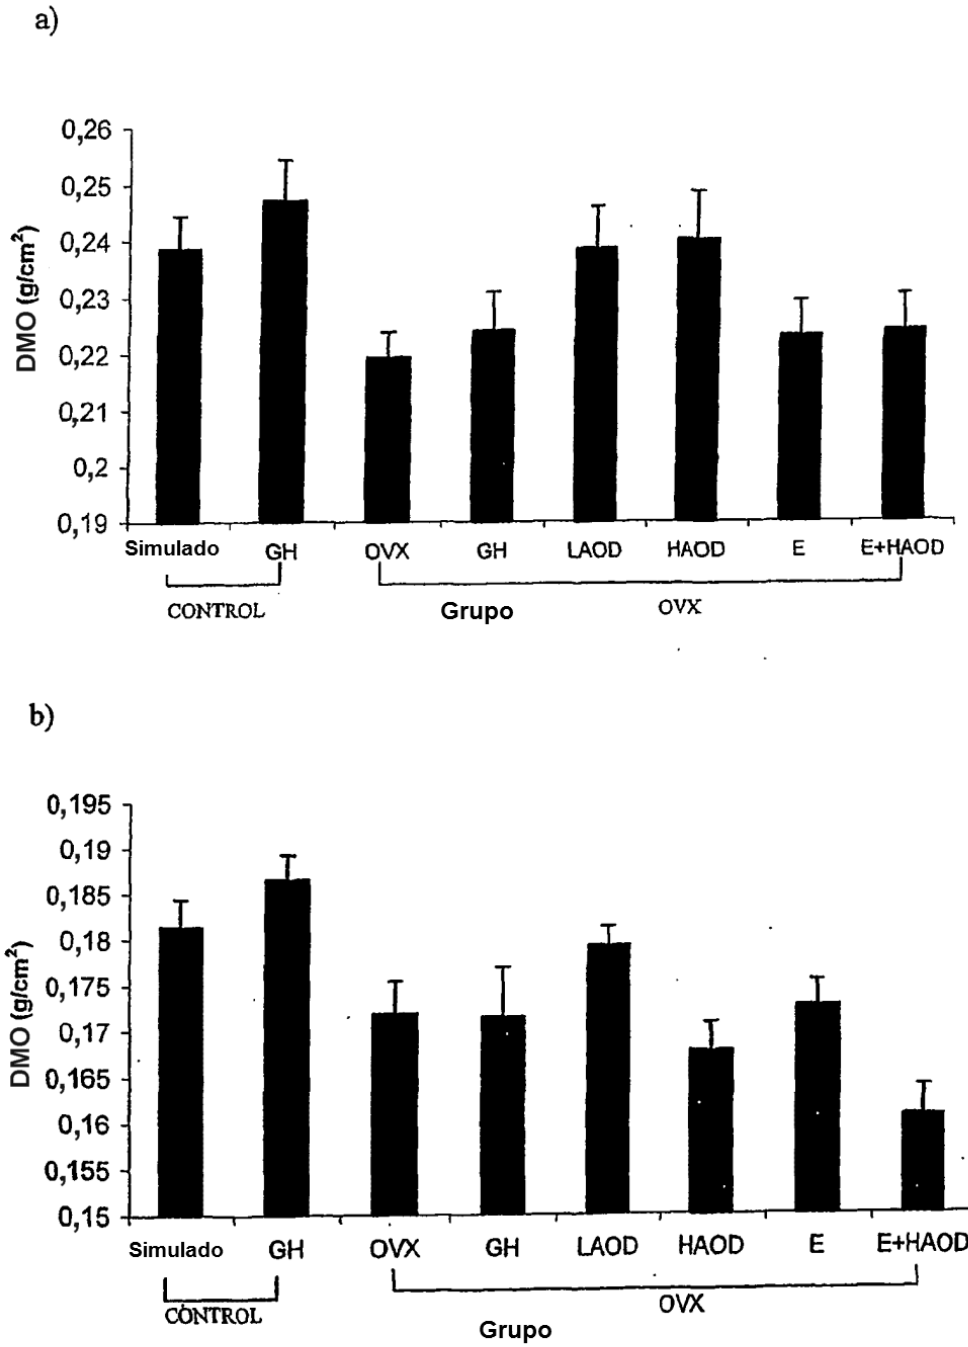 a)
0,26
0,25
0,24
0,23
0,22
0,21
0,2
0,19
DMO (g/cm²)
Simulado GH OVX GH LAOD HAOD E E+HAOD
CONTROL Grupo OVX
b)
0,195
0,19
0,185
0,18
0,175
0,17
0,165
0,16
0,155
0,15
DMO (g/cm²)
Simulado GH OVX GH LAOD HAOD E E+HAOD
CONTROL OVX
Grupo